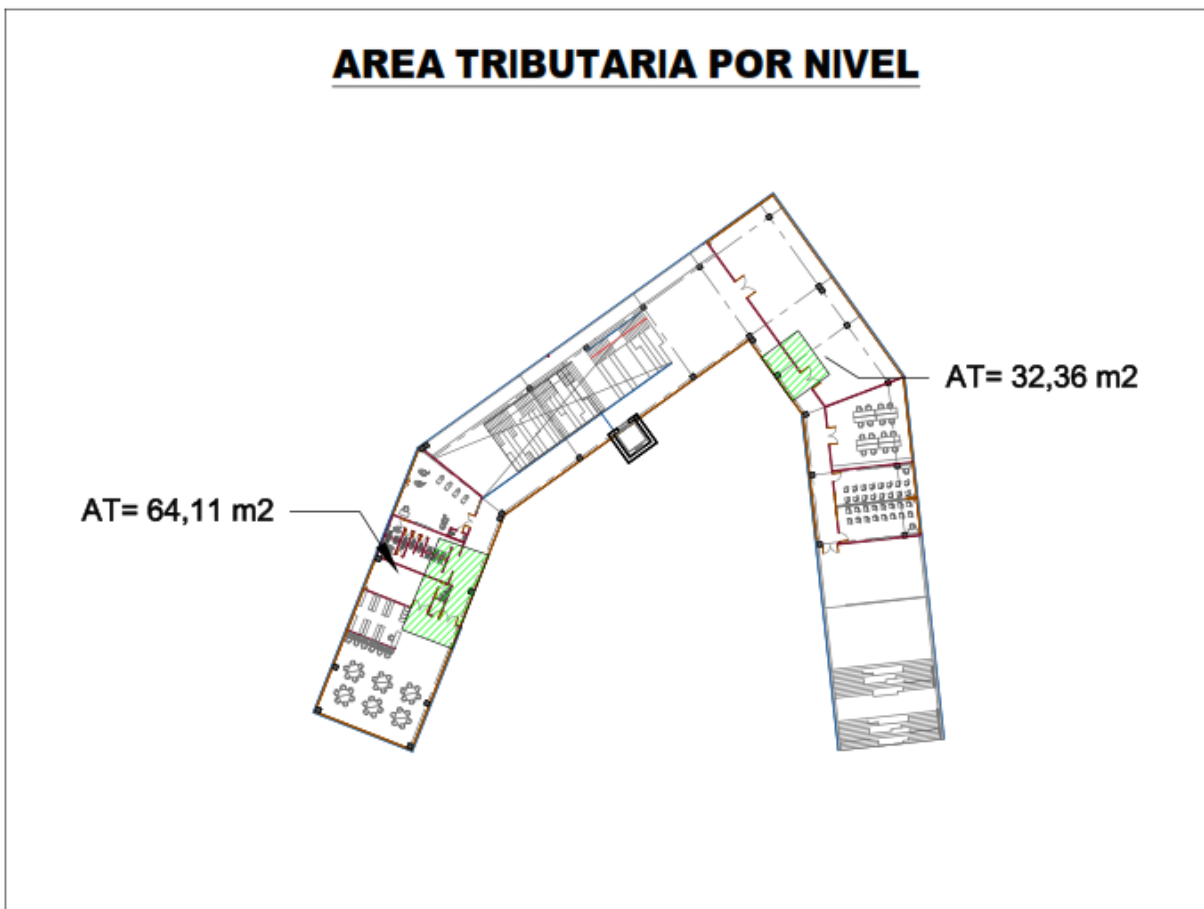 AREA TRIBUTARIA POR NIVEL
AT= 32,36 m2
AT= 64,11 m2